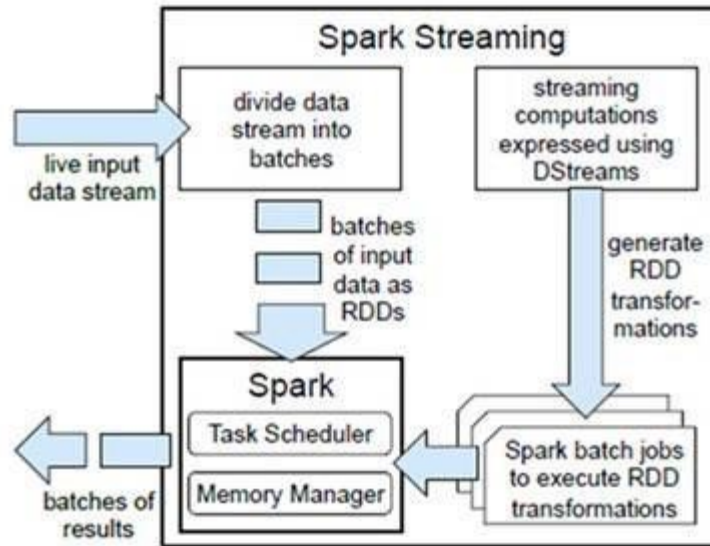 Spark Streaming
divide data
stream into
batches
streaming
computations
expressed using
DStreams
live input
data stream
batches
of input
data as
RDDs
generate
RDD
transfor-
mations
Spark
Task Scheduler
Memory Manager
Spark batch jobs
to execute RDD
transformations
batches of
results